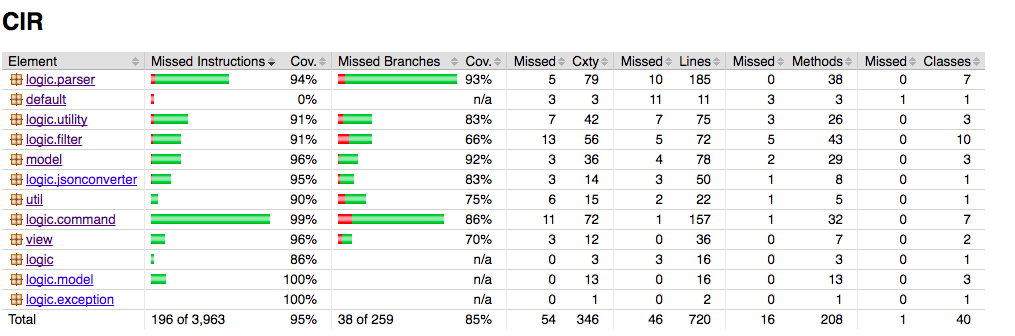 CIR
Element Missed Instructions Cov. Missed Branches Cov. Missed Cxty Missed Lines Missed Methods Missed Classes
logic.parser 94% 93% 5 79 10 185 0 38 0 7
default 0% n/a 3 3 11 11 3 3 1 1
logic.utility 91% 83% 7 42 7 75 3 26 0 3
logic.filter 91% 66% 13 56 5 72 5 43 0 10
model 96% 92% 3 36 4 78 2 29 0 3
logic.jsonconverter 95% 83% 3 14 3 50 1 8 0 1
util 90% 75% 6 15 2 22 1 5 0 1
logic.command 99% 86% 11 72 1 157 1 32 0 7
view 96% 70% 3 12 0 36 0 7 0 2
logic 86% n/a 0 3 3 16 0 3 0 1
logic.model 100% n/a 0 13 0 16 0 13 0 3
logic.exception 100% n/a 0 1 0 2 0 1 0 1
Total 196 of 3,963 95% 38 of 259 85% 54 346 46 720 16 208 1 40